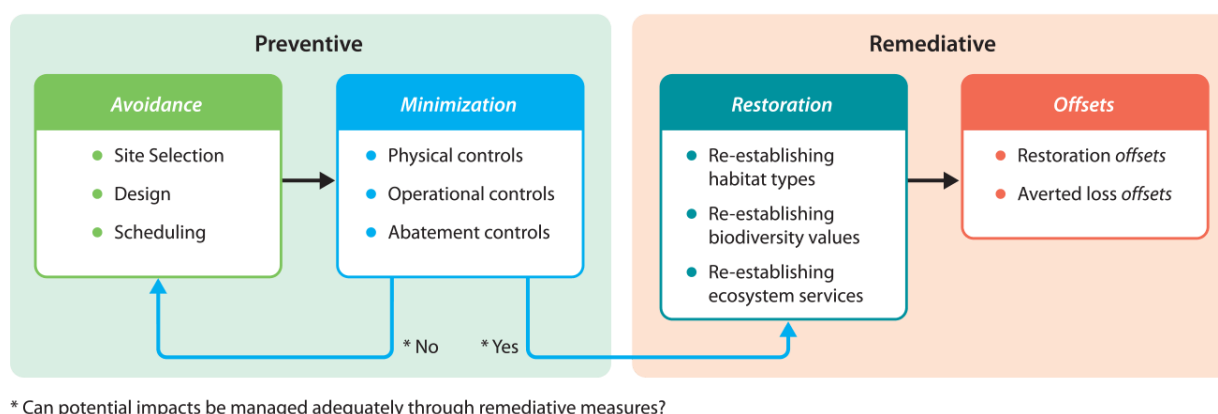 Preventive
Avoidance
Site Selection
Design
Scheduling
Minimization
Physical controls
Operational controls
Abatement controls
* No
* Yes
Remediative
Restoration
Re-establishing
habitat types
Re-establishing
biodiversity values
Re-establishing
ecosystem services
Offsets
Restoration offsets
Averted loss offsets
* Can potential impacts be managed adequately through remediative measures?